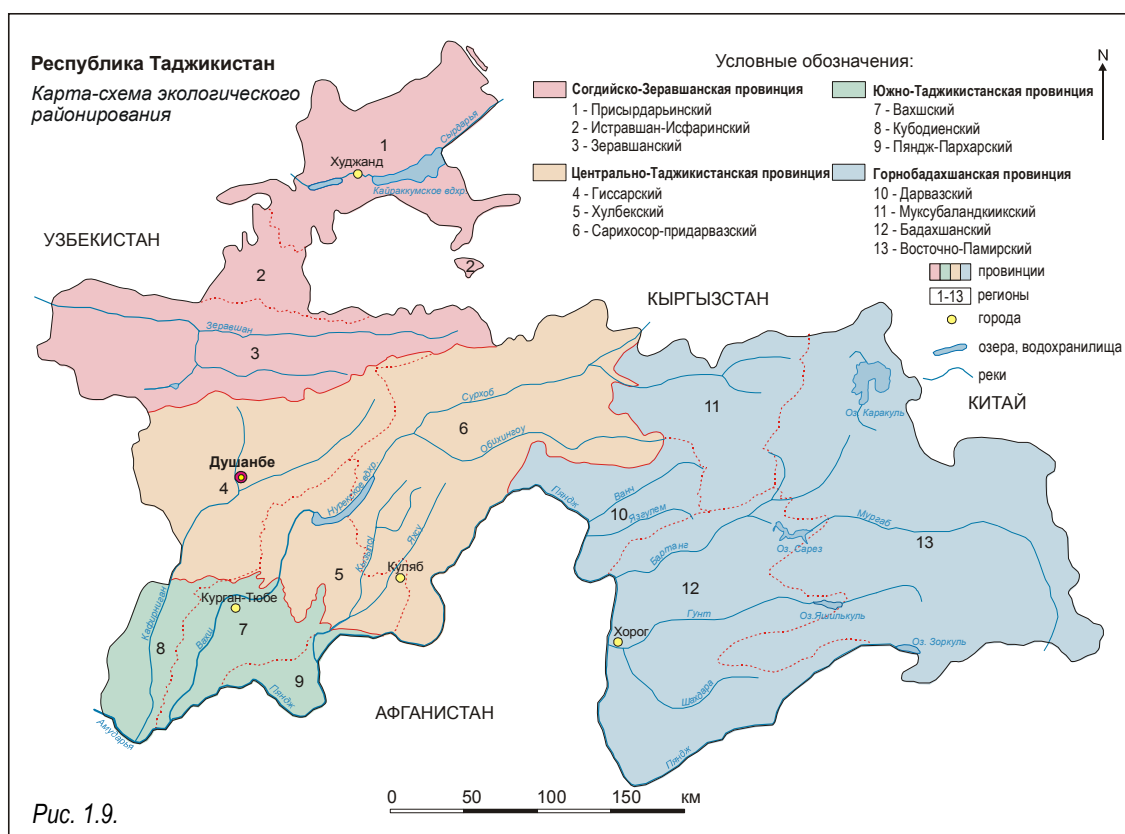 Республика Таджикистан
Карта-схема экологического
районирования
Условные обозначения:
Согдийско-Зеравшанская провинция
1 - Присырдарьинский
2 - Истравшан-Исфаринский
3 - Зеравшанский
Центрально-Таджикистанская провинция
4 - Гиссарский
5 - Хулбекский
6 - Сарихосор-придарвазский
Южно-Таджикистанская провинция
7 - Вахшский
8 - Кубодиенский
9 - Пяндж-Пархарский
Горнобадахшанская провинция
10 - Дарвазский
11 - Муксубаландкиикский
12 - Бадахшанский
13 - Восточно-Памирский
провинции
1-13 регионы
города
озера, водохранилища
реки
N
1
Сырдарья
Худжанд
Кайраккумское вдхр.
УЗБЕКИСТАН
2
2
КЫРГЫЗСТАН
Зеравшан
3
КИТАЙ
Оз. Каракуль
11
Сурхоб
6
Обихингоу
Душанбе
4
Нурекское вдхр.
Пяндж
Ванч
10
Язгулем
Мургаб
13
Бартанг
Оз. Сарез
Кызылсу
Яхсу
Куляб
5
12
Курган-Тюбе
Кафирниган
Вахш
7
Гунт
Оз.Яшилькуль
Хорог
8
Оз. Зоркуль
9
Пяндж
Шахдара
АФГАНИСТАН
Амударья
Пяндж
0 50 100 150 км
Рис. 1.9.